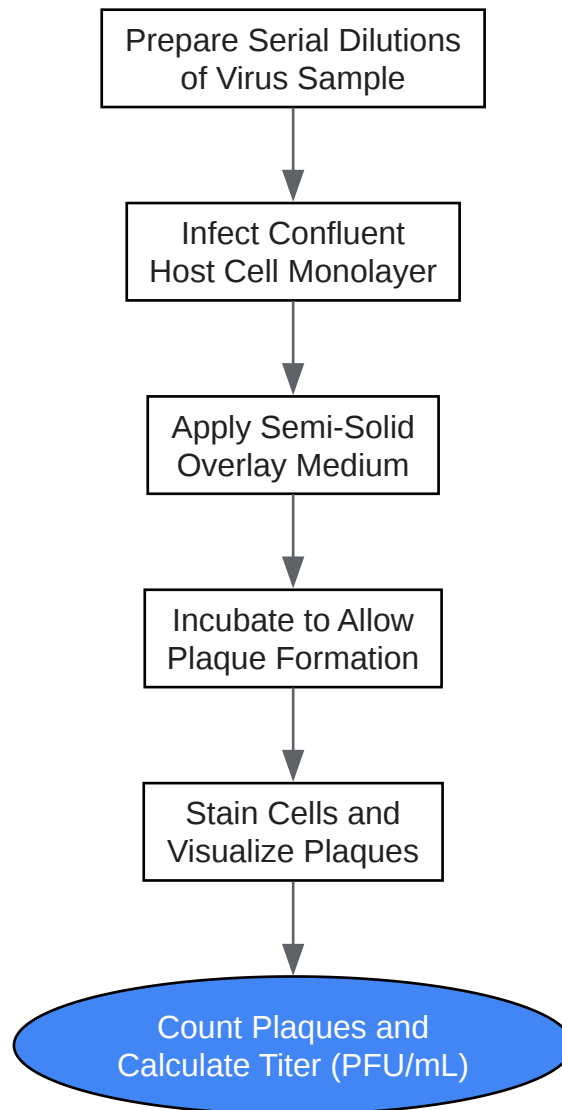 Prepare Serial Dilutions
of Virus Sample
Infect Confluent
Host Cell Monolayer
Apply Semi-Solid
Overlay Medium
Incubate to Allow
Plaque Formation
Stain Cells and
Visualize Plaques
Count Plaques and
Calculate Titer (PFU/mL)